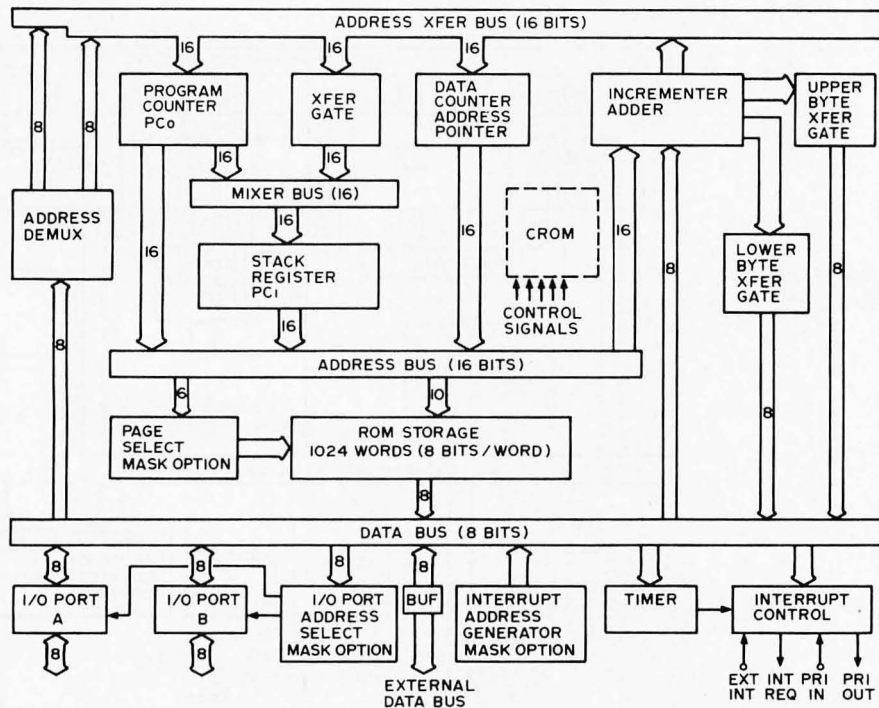 ADDRESS XFER BUS (16 BITS)
16
16
16
8
8
PROGRAM
COUNTER
PC0
XFER
GATE
DATA
COUNTER
ADDRESS
POINTER
INCREMENTER
ADDER
UPPER
BYTE
XFER
GATE
16
16
MIXER BUS (16)
16
ADDRESS
DEMUX
16
STACK
REGISTER
PC1
16
16
CROM
CONTROL
SIGNALS
16
8
LOWER
BYTE
XFER
GATE
8
8
ADDRESS BUS (16 BITS)
6
10
8
PAGE
SELECT
MASK OPTION
ROM STORAGE
1024 WORDS (8 BITS/WORD)
8
DATA BUS (8 BITS)
8
8
8
8
I/O PORT
A
I/O PORT
B
I/O PORT
ADDRESS
SELECT
MASK OPTION
BUF
INTERRUPT
ADDRESS
GENERATOR
MASK OPTION
TIMER
INTERRUPT
CONTROL
8
8
EXTERNAL
DATA BUS
EXT
INT
INT
REQ
PRI
IN
PRI
OUT